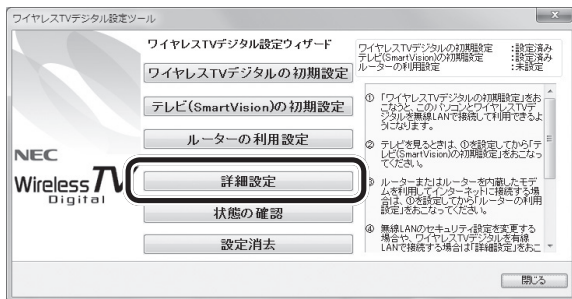 ワイヤレスTVデジタル設定ツール
ワイヤレスTVデジタル設定ウィザード
ワイヤレスTVデジタルの初期設定
テレビ(SmartVision)の初期設定
ルーターの利用設定
詳細設定
状態の確認
設定消去
NEC
Wireless TV
Digital
ワイヤレスTVデジタルの初期設定 :設定済み
テレビ(SmartVision)の初期設定 :設定済み
ルーターの利用設定 :未設定
① 「ワイヤレスTVデジタルの初期設定」をお
こなうと、このパソコンとワイヤレスTVデ
ジタルを無線LANで接続して利用できるよ
うになります。
② テレビを見るときは、①を設定してから「テ
レビ(SmartVision)の初期設定」をおこなっ
てください。
③ ルーターまたはルーターを内蔵したモデ
ムを利用してインターネットに接続する場
合は、①を設定してから「ルーターの利用
設定」をおこなってください。
④ 無線LANのセキュリティ設定を変更する
場合や、ワイヤレスTVデジタルを有線
LANで接続する場合は「詳細設定」をおこ
閉じる